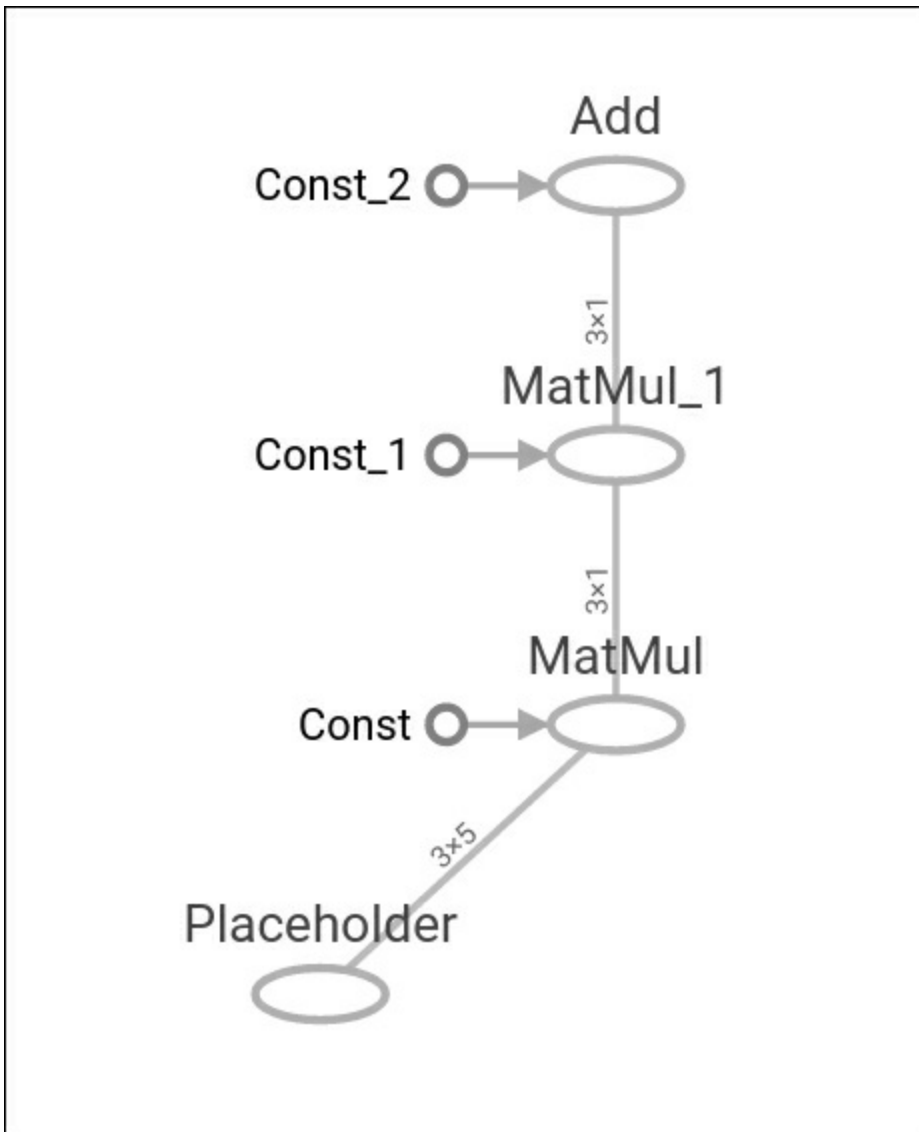 Add
Const_2
3×1
MatMul_1
Const_1
3×1
MatMul
Const
3×5
Placeholder